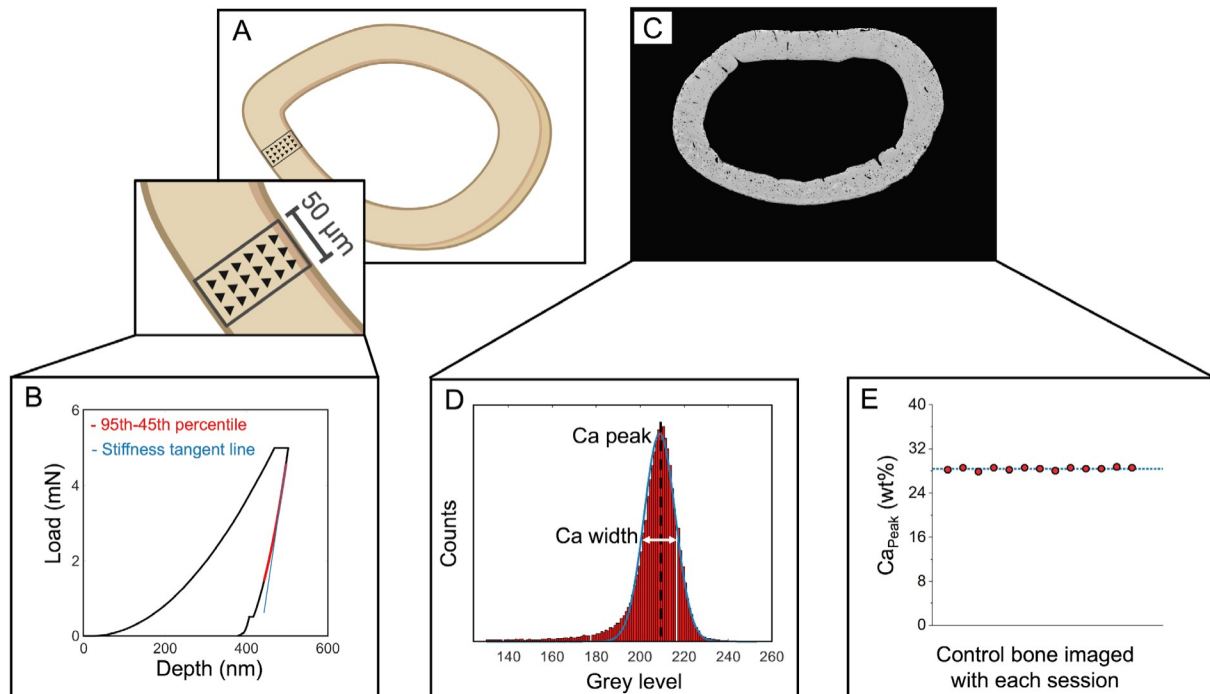 A
50 µm
B
6
4
2
0
Load (mN)
- 95th-45th percentile
- Stiffness tangent line
0 200 400 600
Depth (nm)
C
D
Ca peak
Ca width
Counts
140 160 180 200 220 240 260
Grey level
E
40
32
24
16
8
0
Ca_Peak (wt%)
Control bone imaged
with each session